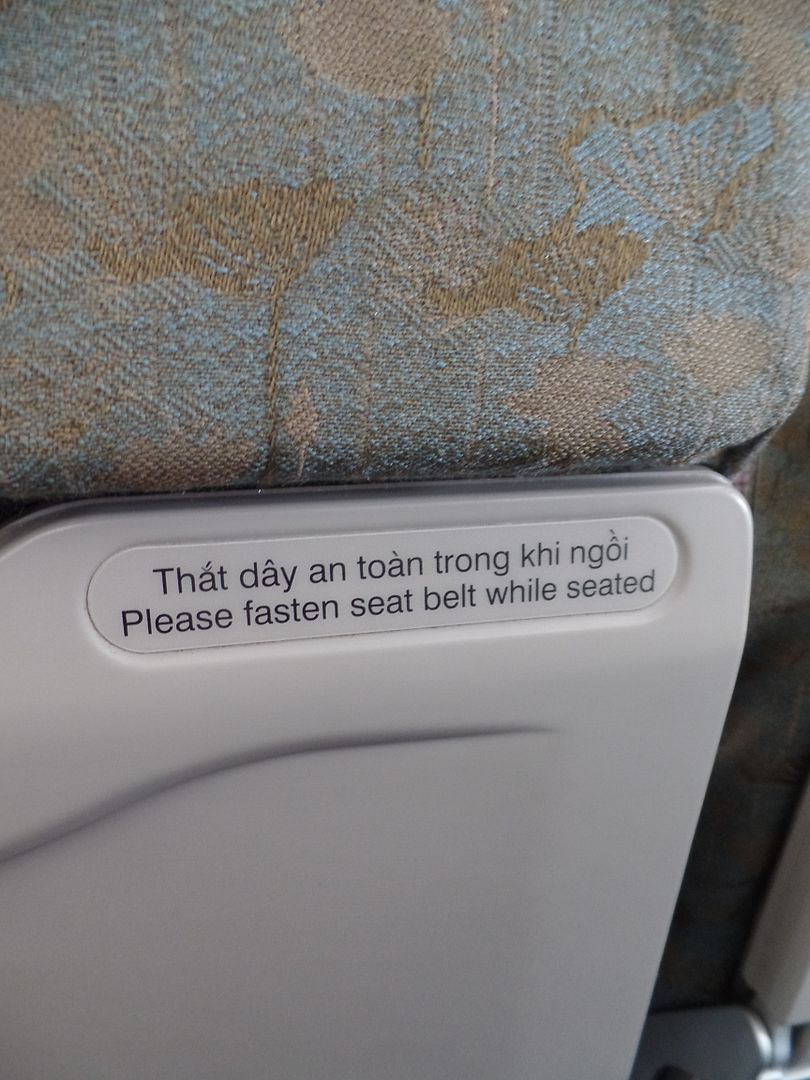 Thắt dây an toàn trong khi ngồi
Please fasten seat belt while seated